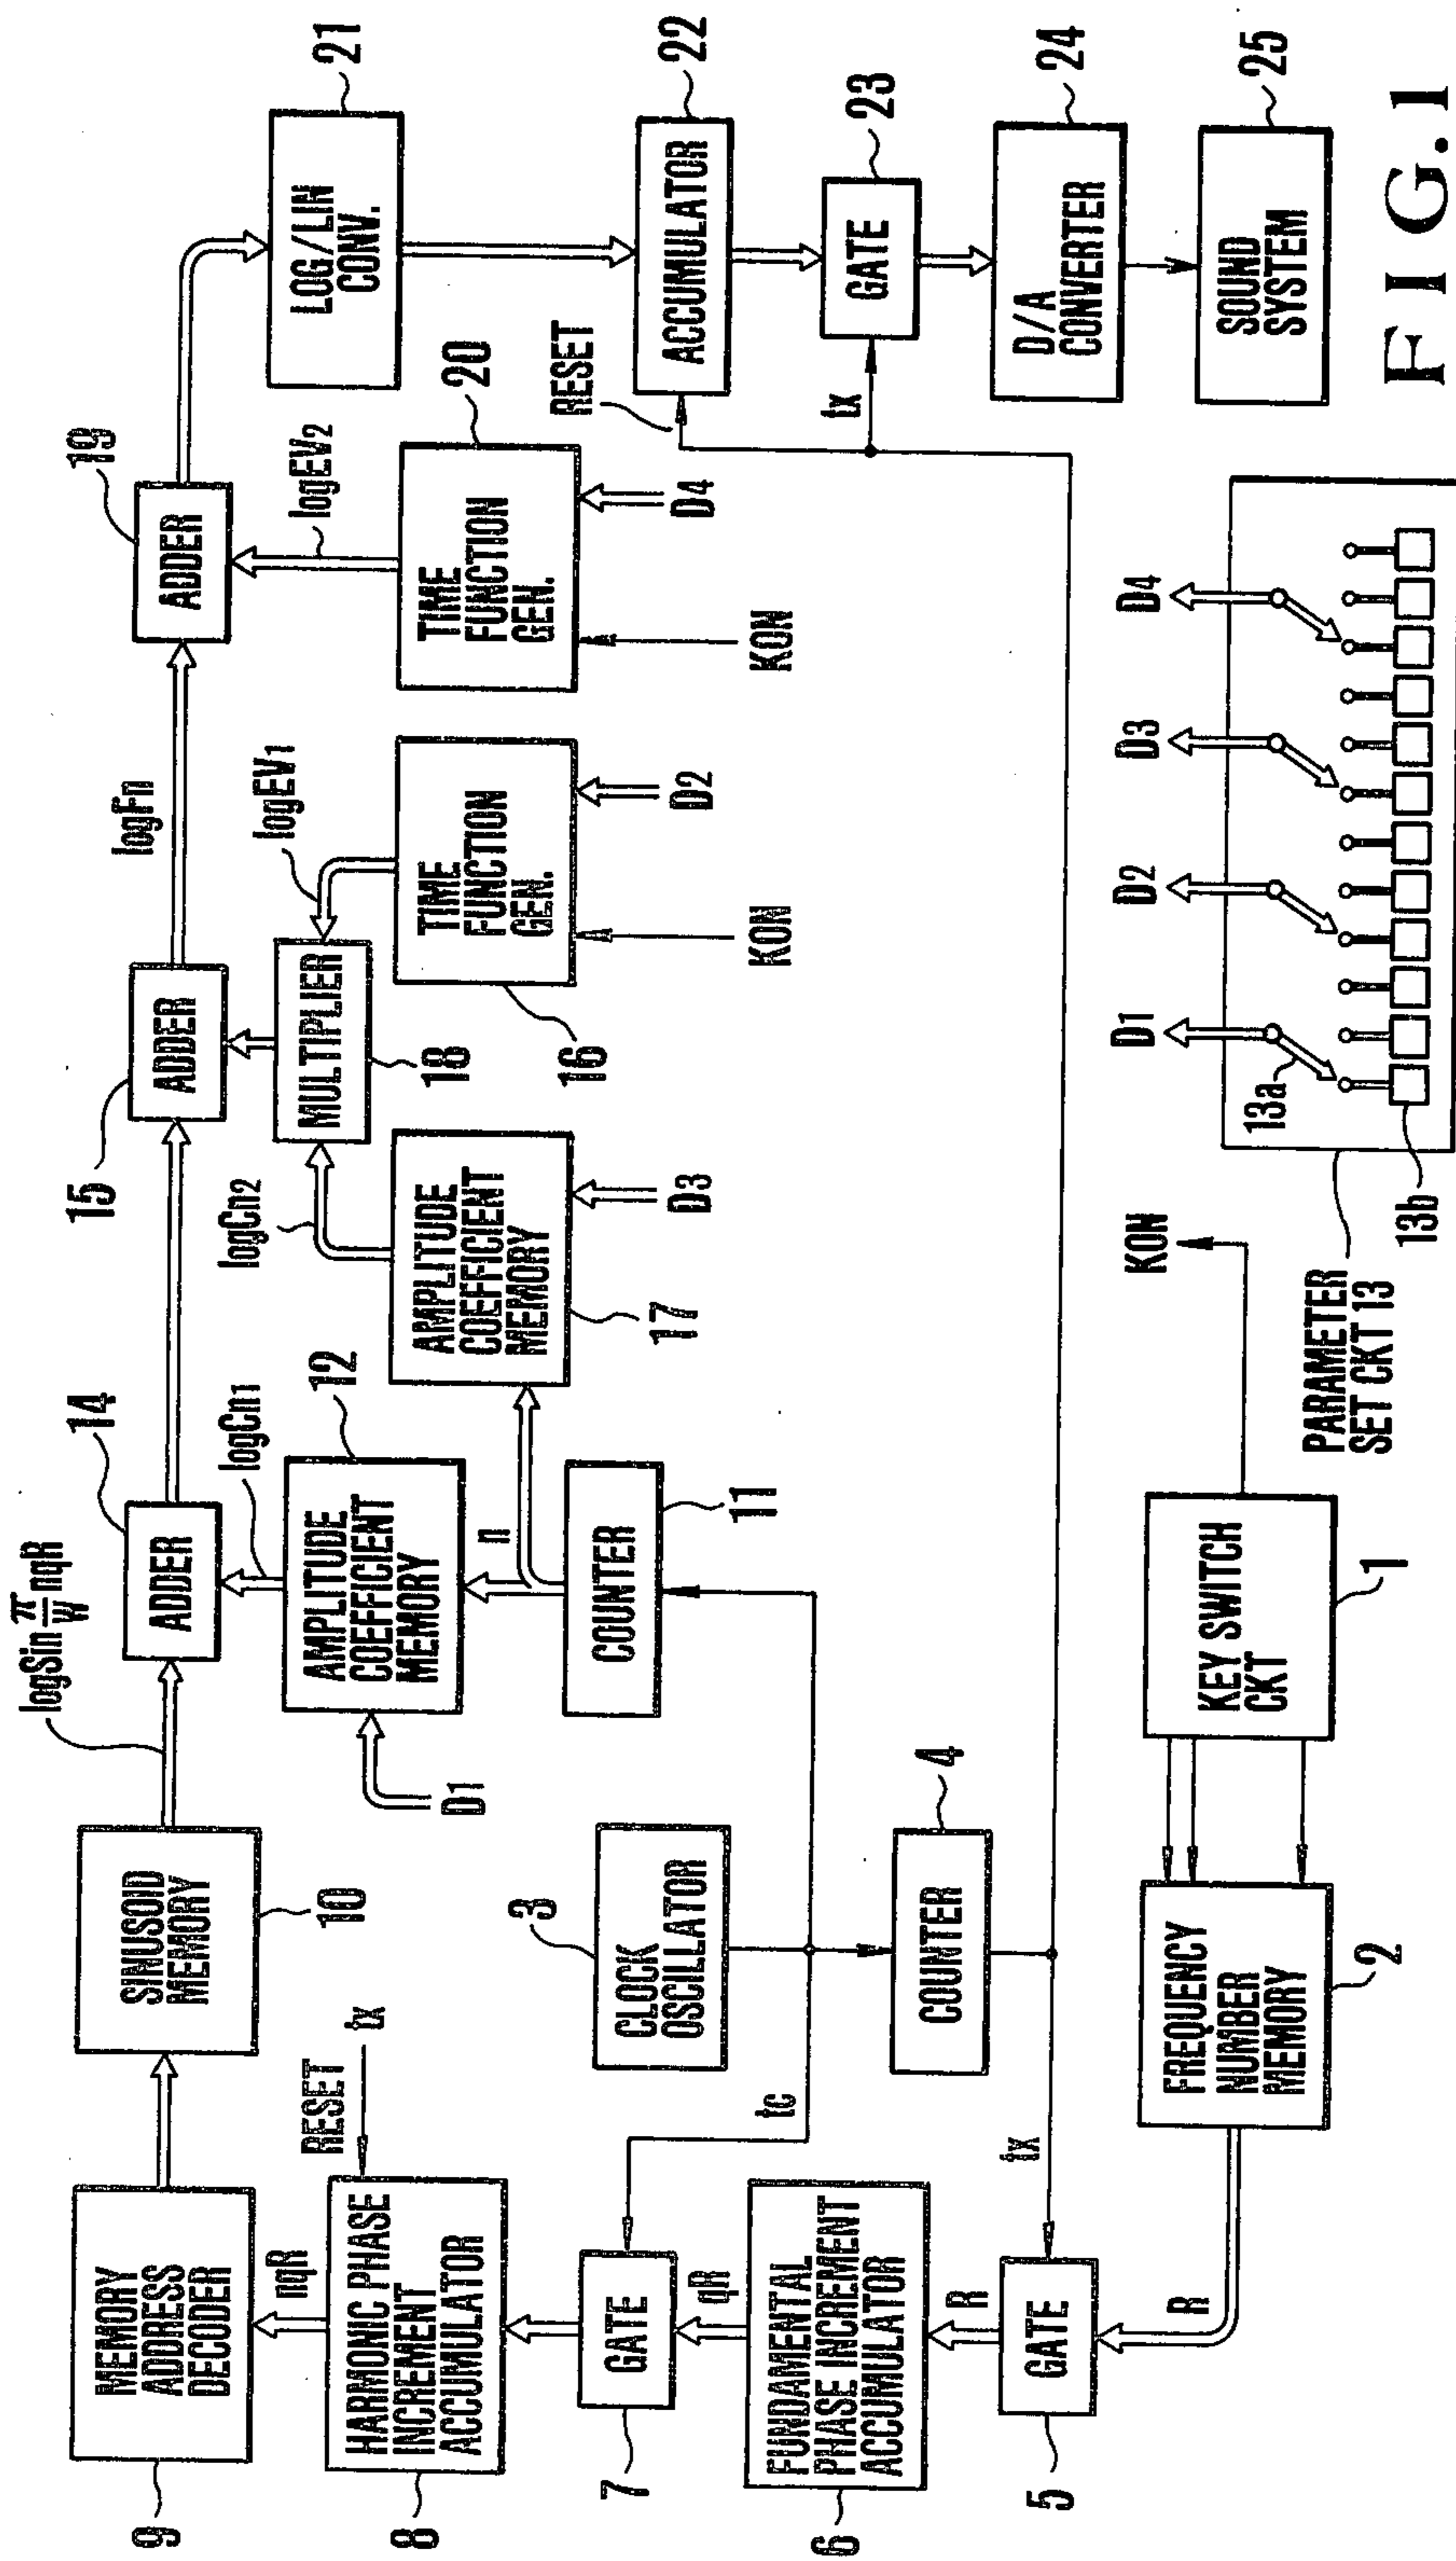 9
MEMORY
ADDRESS
DECODER
SINUSOID
MEMORY
10
logSin π/W nqR
14
ADDER
15
ADDER
logFn
19
ADDER
nqR
8
HARMONIC PHASE
INCREMENT
ACCUMULATOR
RESET
tx
D1
logCn1
12
AMPLITUDE
COEFFICIENT
MEMORY
n
COUNTER
11
logCn2
AMPLITUDE
COEFFICIENT
MEMORY
17
D3
MULTIPLIER
18
logEV1
TIME
FUNCTION
GEN.
16
KON
D2
logEV2
20
TIME
FUNCTION
GEN.
KON
D4
LOG/LIN
CONV.
21
RESET
ACCUMULATOR
22
tx
GATE
23
D/A
CONVERTER
24
SOUND
SYSTEM
25
7
GATE
tc
3
CLOCK
OSCILLATOR
COUNTER
4
qR
6
FUNDAMENTAL
PHASE INCREMENT
ACCUMULATOR
R
tx
5
GATE
R
FREQUENCY
NUMBER
MEMORY
2
KEY SWITCH
CKT
1
KON
PARAMETER
SET CKT 13
D1
D2
D3
D4
13a
13b
FIG.1